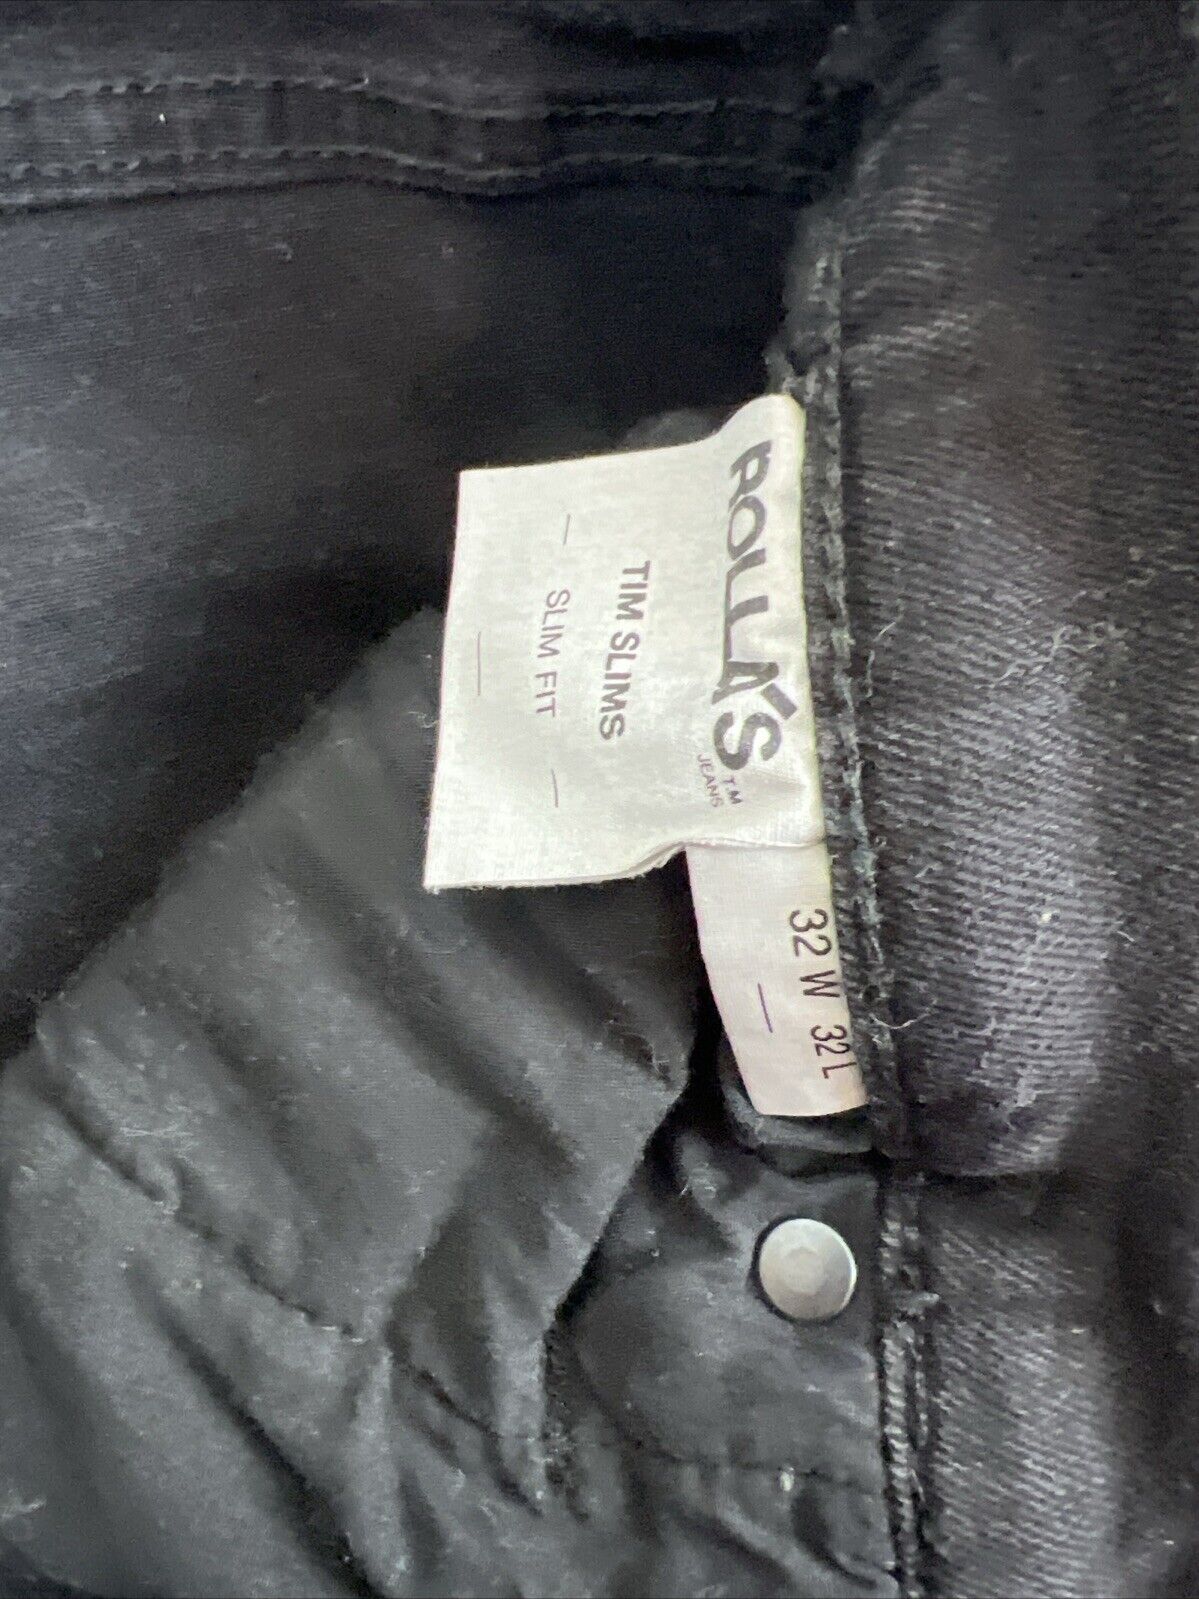 ROLLA'S
T.M
JEANS
TIM SLIMS
SLIM FIT
32 W 32 L